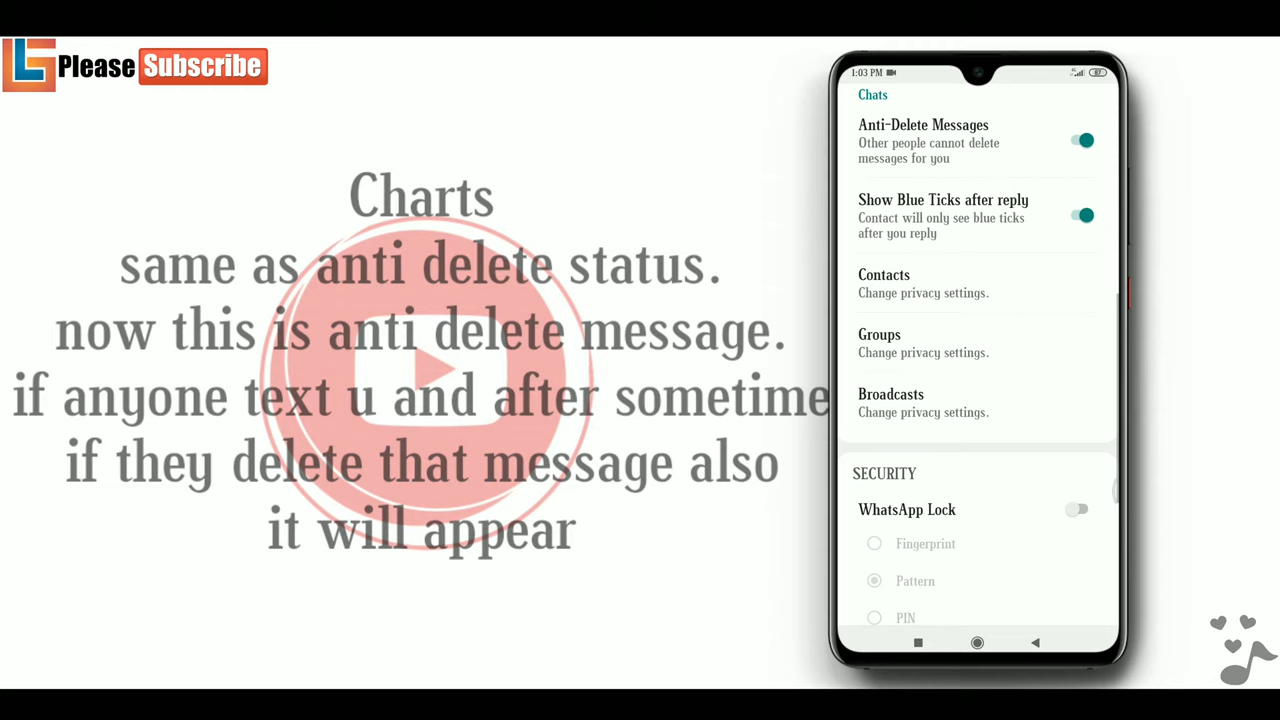 Please Subscribe
Charts
same as anti delete status.
now this is anti delete message.
if anyone text u and after sometime
if they delete that message also
it will appear
1:03 PM
87
Chats
Anti-Delete Messages
Other people cannot delete
messages for you
Show Blue Ticks after reply
Contact will only see blue ticks
after you reply
Contacts
Change privacy settings.
Groups
Change privacy settings.
Broadcasts
Change privacy settings.
SECURITY
WhatsApp Lock
Fingerprint
Pattern
PIN